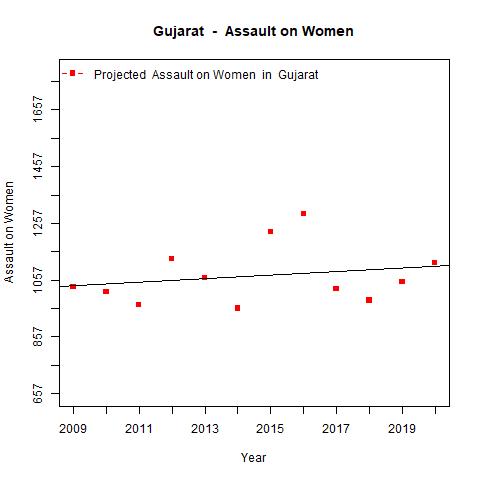 Gujarat - Assault on Women
Projected Assault on Women in Gujarat
Assault on Women
1657
1457
1257
1057
857
657
2009 2011 2013 2015 2017 2019
Year